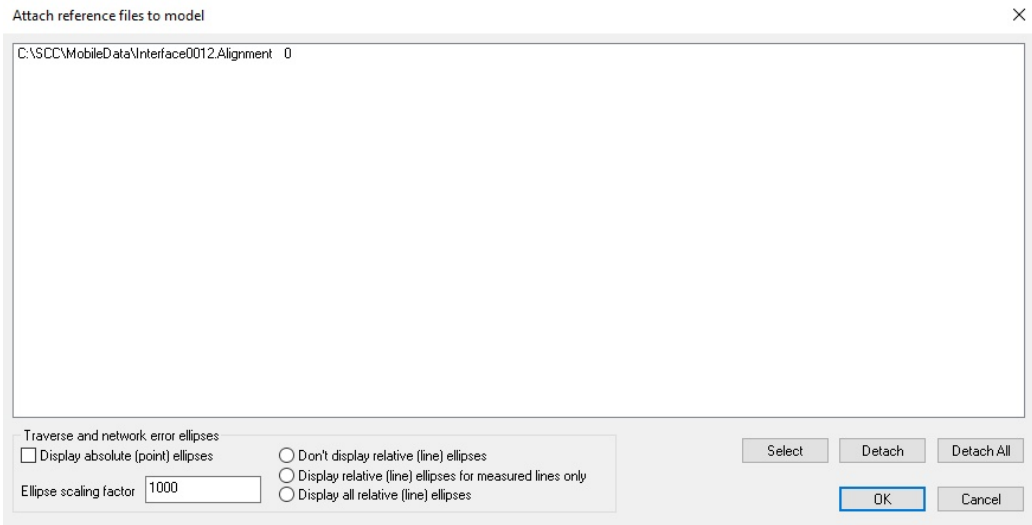 Attach reference files to model
C:\SCC\MobileData\Interface0012.Alignment 0
Traverse and network error ellipses
Display absolute (point) ellipses
Ellipse scaling factor 1000
Don't display relative (line) ellipses
Display relative (line) ellipses for measured lines only
Display all relative (line) ellipses
Select Detach Detach All
OK Cancel